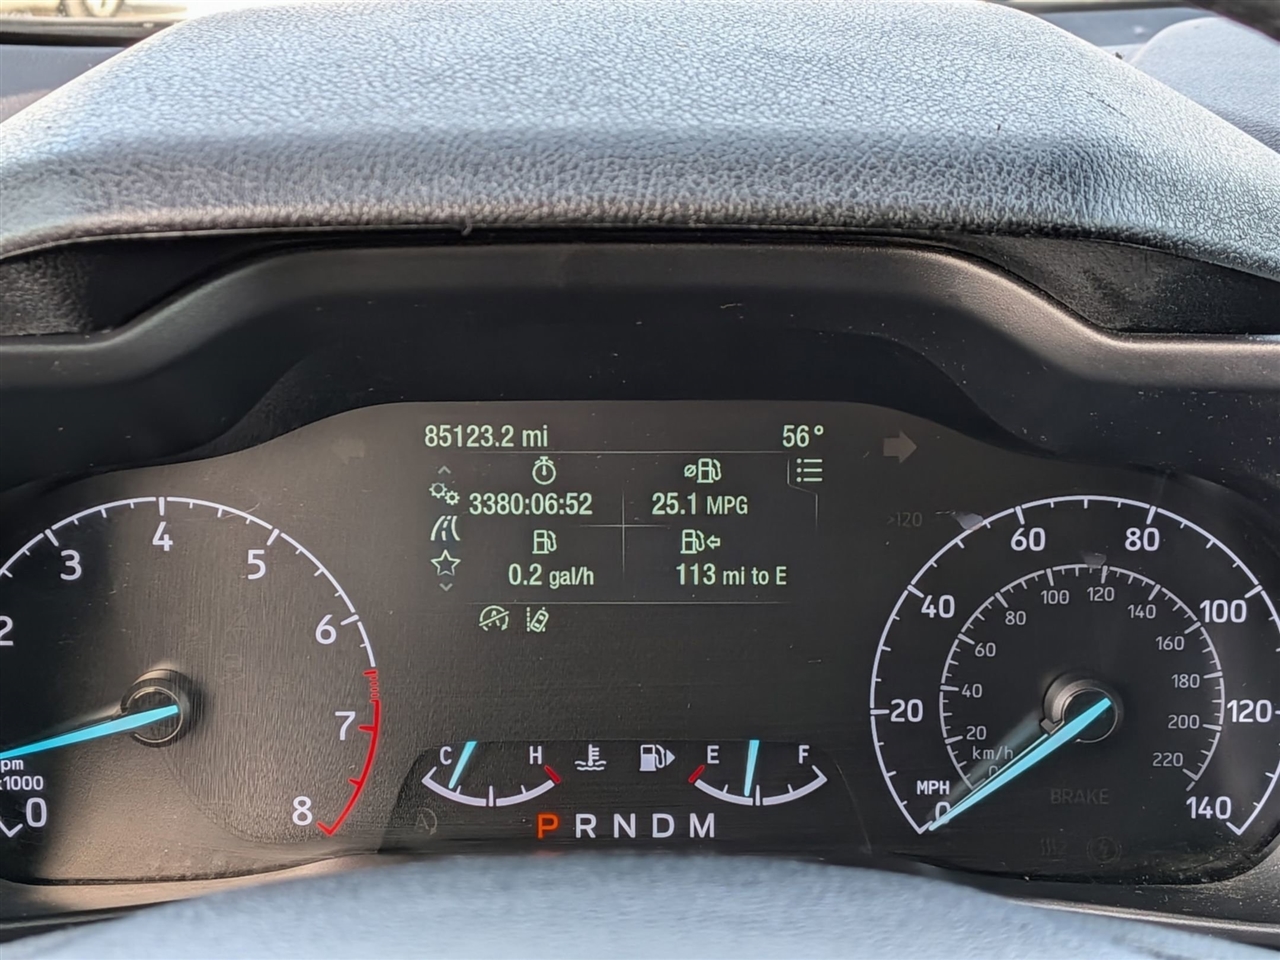 85123.2 mi 56°
3380:06:52 25.1 MPG
0.2 gal/h 113 mi to E
>120
2 3 4 5 6 7 8
0
rpm
x1000
C H
E F
P R N D M
0 20 40 60 80 100 120 140
MPH
0 20 40 60 80 100 120 140 160 180 200 220
km/h
BRAKE
A